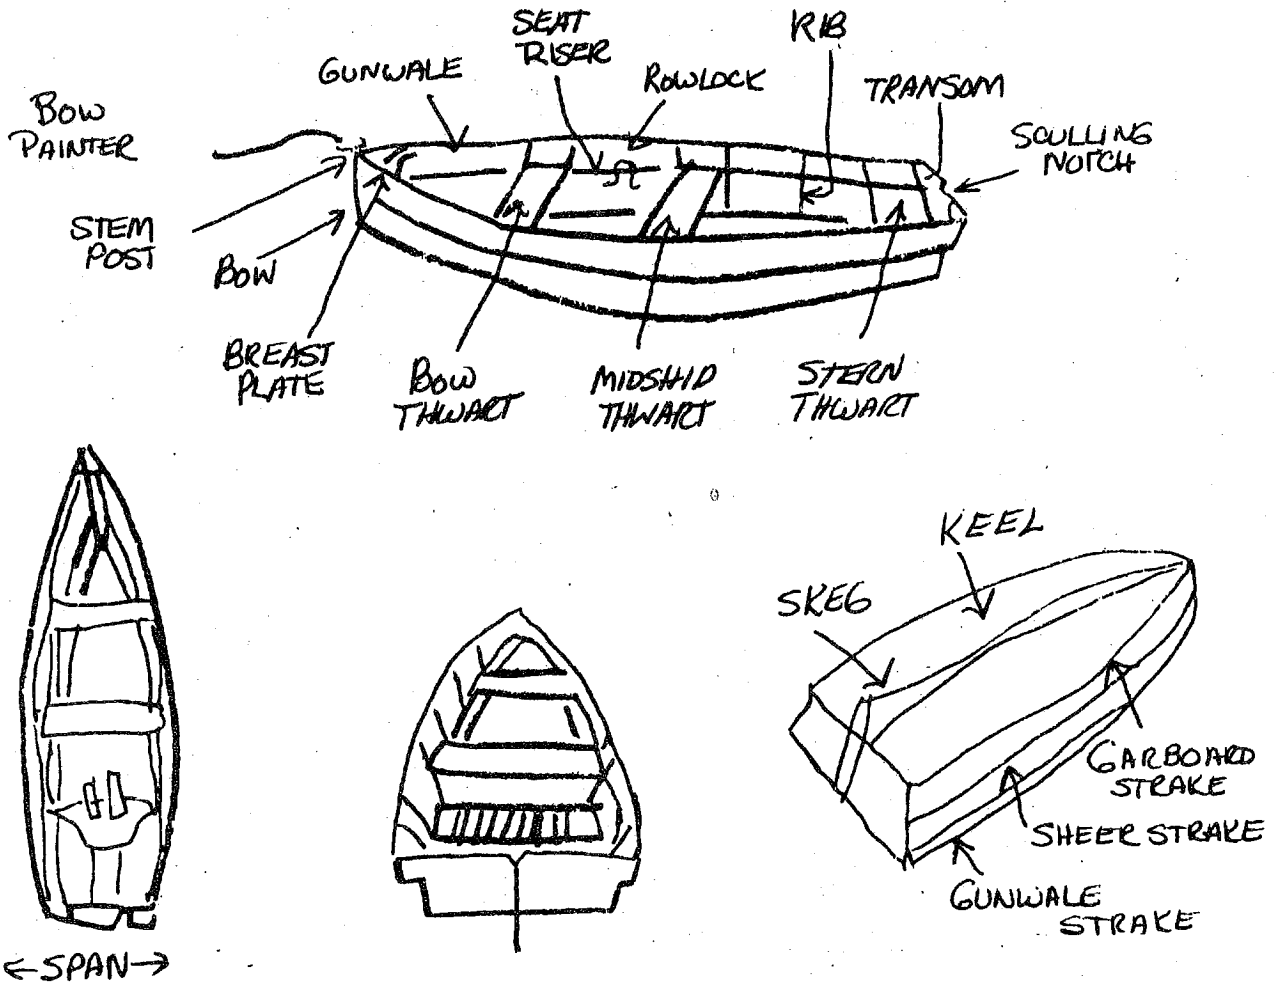 SEAT
RISER
RIB
GUNWALE
ROWLOCK
TRANSOM
BOW
PAINTER
SCULLING
NOTCH
STEM
POST
BOW
BREAST
PLATE
BOW
THWART
MIDSHID
THWART
STERN
THWART
KEEL
SKEG
GARBOARD
STRAKE
SHEER STRAKE
GUNWALE
STRAKE
SPAN